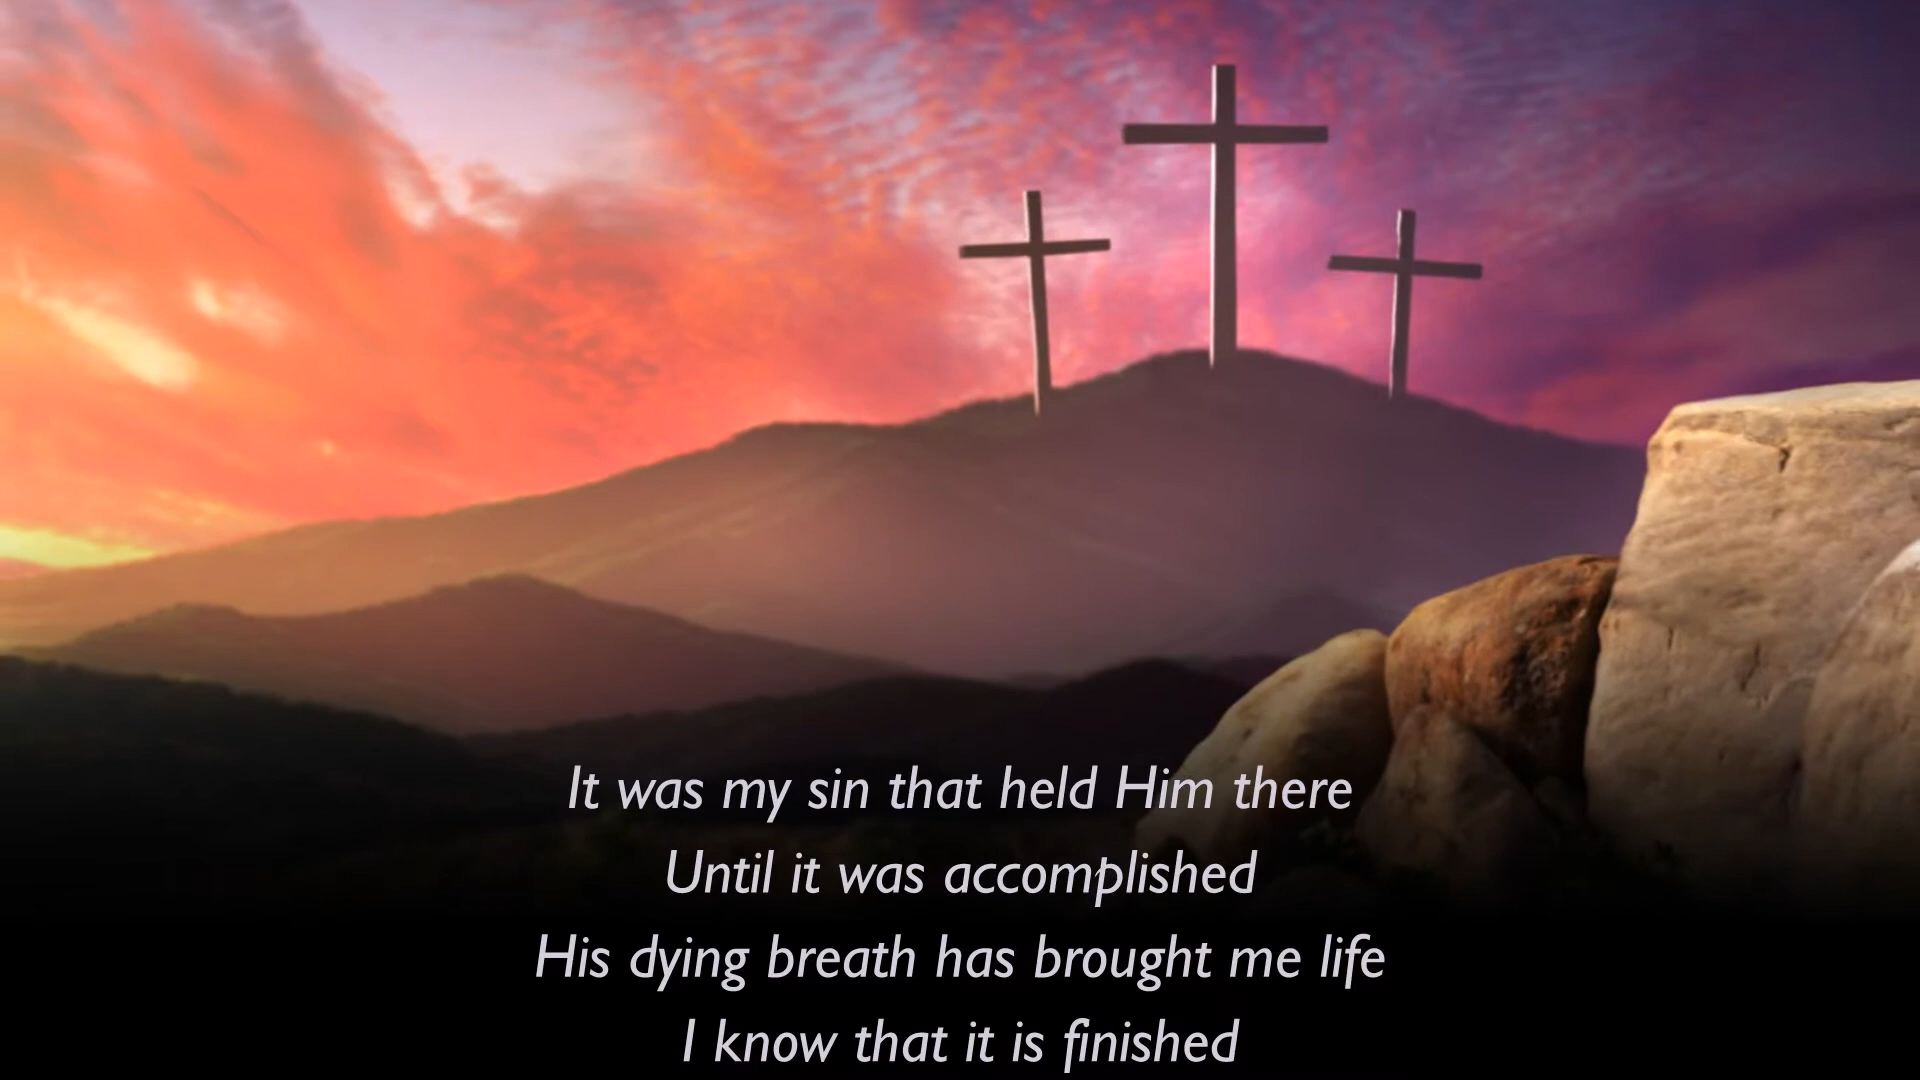 It was my sin that held Him there
Until it was accomplished
His dying breath has brought me life
I know that it is finished